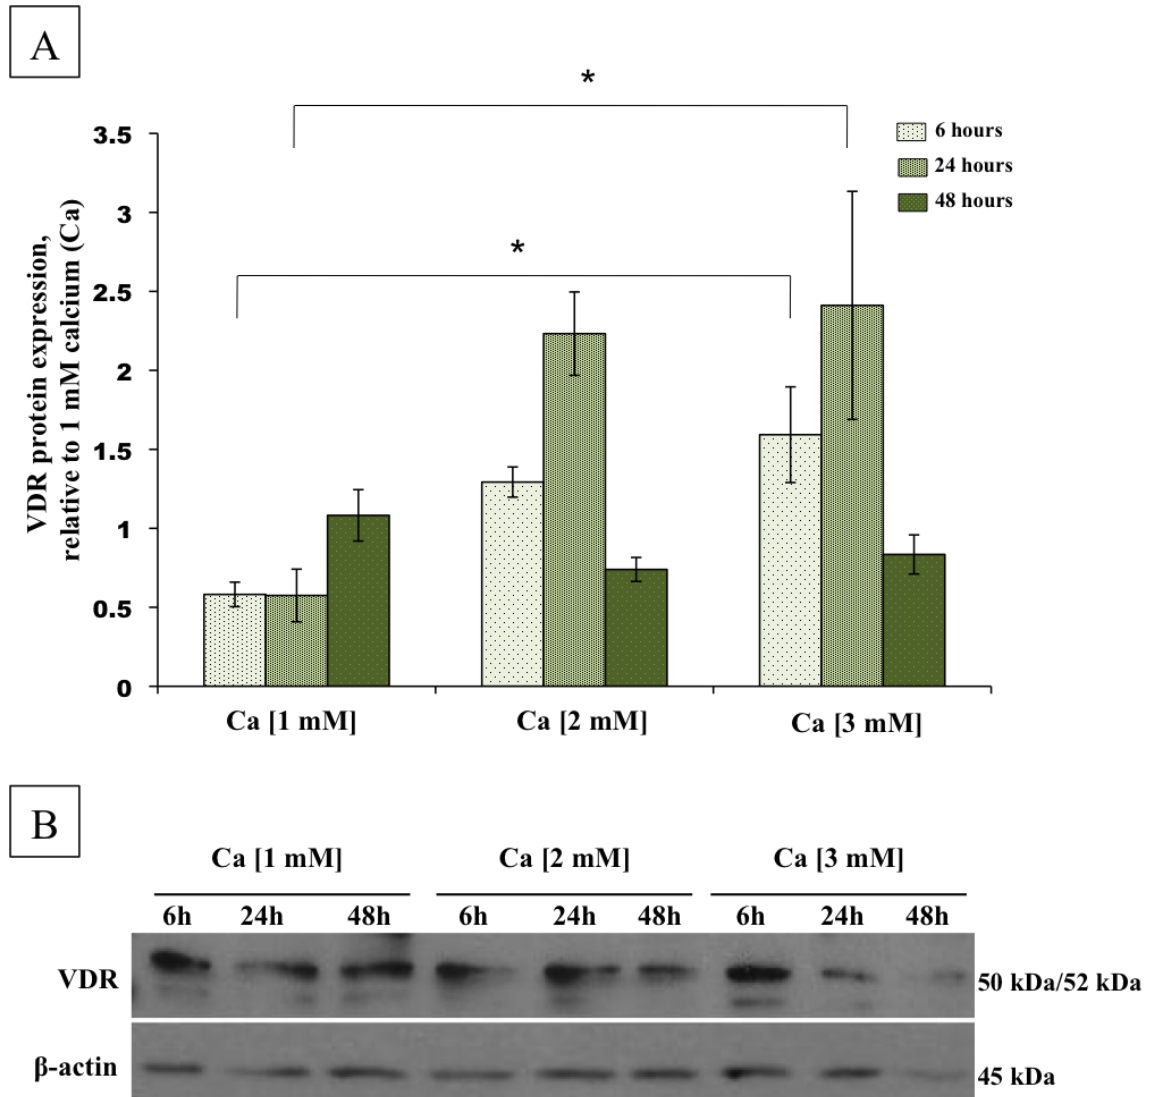 A
*
*
3.5
3
2.5
2
1.5
1
0.5
0
VDR protein expression,
relative to 1 mM calcium (Ca)
6 hours
24 hours
48 hours
Ca [1 mM] Ca [2 mM] Ca [3 mM]
B
Ca [1 mM] Ca [2 mM] Ca [3 mM]
6h 24h 48h 6h 24h 48h 6h 24h 48h
VDR 50 kDa/52 kDa
β-actin 45 kDa